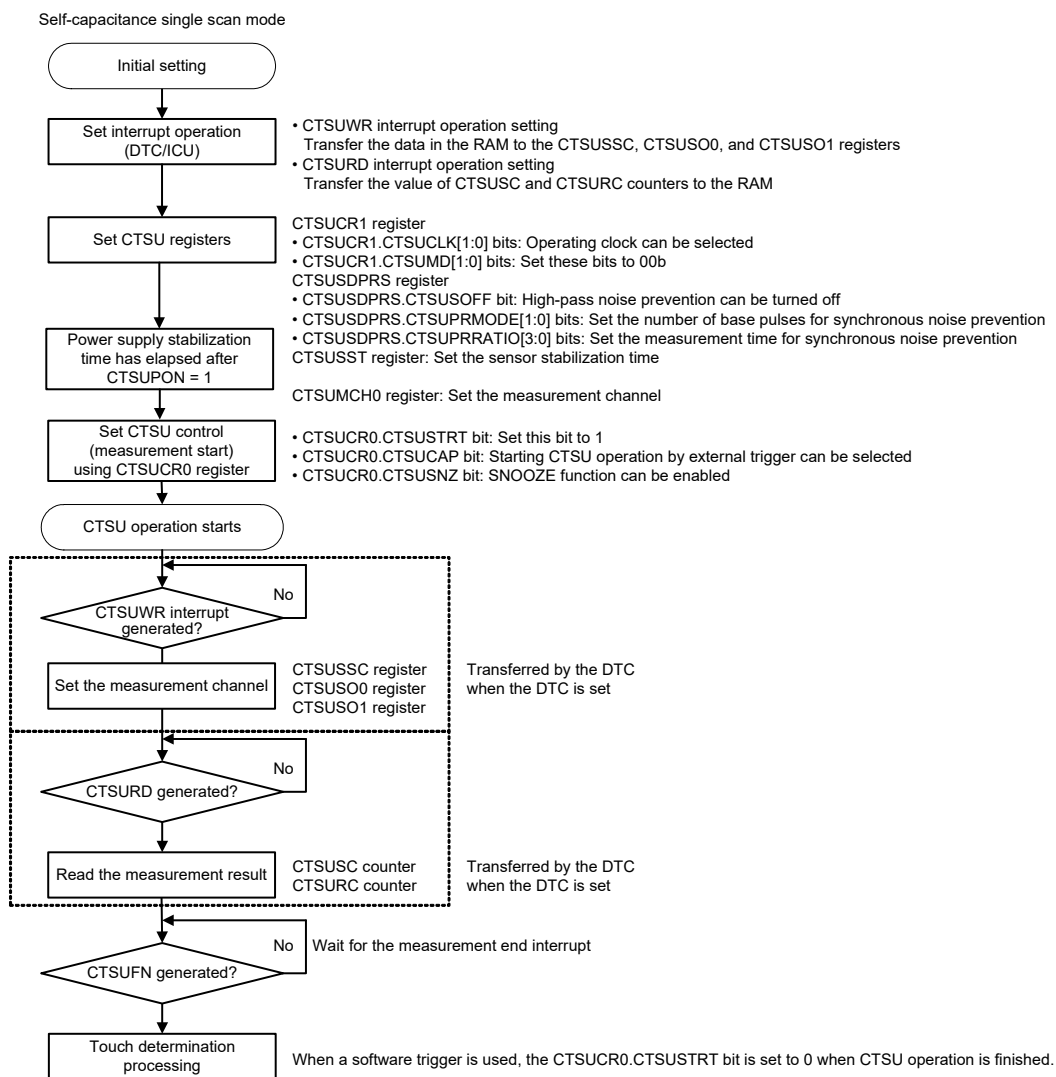 Self-capacitance single scan mode
Initial setting
Set interrupt operation
(DTC/ICU)
• CTSUWR interrupt operation setting
Transfer the data in the RAM to the CTSUSSC, CTSUSO0, and CTSUSO1 registers
• CTSURD interrupt operation setting
Transfer the value of CTSUSC and CTSURC counters to the RAM
Set CTSU registers
CTSUCR1 register
• CTSUCR1.CTSUCLK[1:0] bits: Operating clock can be selected
• CTSUCR1.CTSUMD[1:0] bits: Set these bits to 00b
CTSUSDPRS register
• CTSUSDPRS.CTSUSOFF bit: High-pass noise prevention can be turned off
• CTSUSDPRS.CTSUPRMODE[1:0] bits: Set the number of base pulses for synchronous noise prevention
• CTSUSDPRS.CTSUPRRATIO[3:0] bits: Set the measurement time for synchronous noise prevention
CTSUSST register: Set the sensor stabilization time
CTSUMCH0 register: Set the measurement channel
Power supply stabilization
time has elapsed after
CTSUPON = 1
Set CTSU control
(measurement start)
using CTSUCR0 register
• CTSUCR0.CTSUSTRT bit: Set this bit to 1
• CTSUCR0.CTSUCAP bit: Starting CTSU operation by external trigger can be selected
• CTSUCR0.CTSUSNZ bit: SNOOZE function can be enabled
CTSU operation starts
No
CTSUWR interrupt
generated?
Set the measurement channel
CTSUSSC register
CTSUSO0 register
CTSUSO1 register
Transferred by the DTC
when the DTC is set
No
CTSURD generated?
Read the measurement result
CTSUSC counter
CTSURC counter
Transferred by the DTC
when the DTC is set
No
Wait for the measurement end interrupt
CTSUFN generated?
Touch determination
processing
When a software trigger is used, the CTSUCR0.CTSUSTRT bit is set to 0 when CTSU operation is finished.